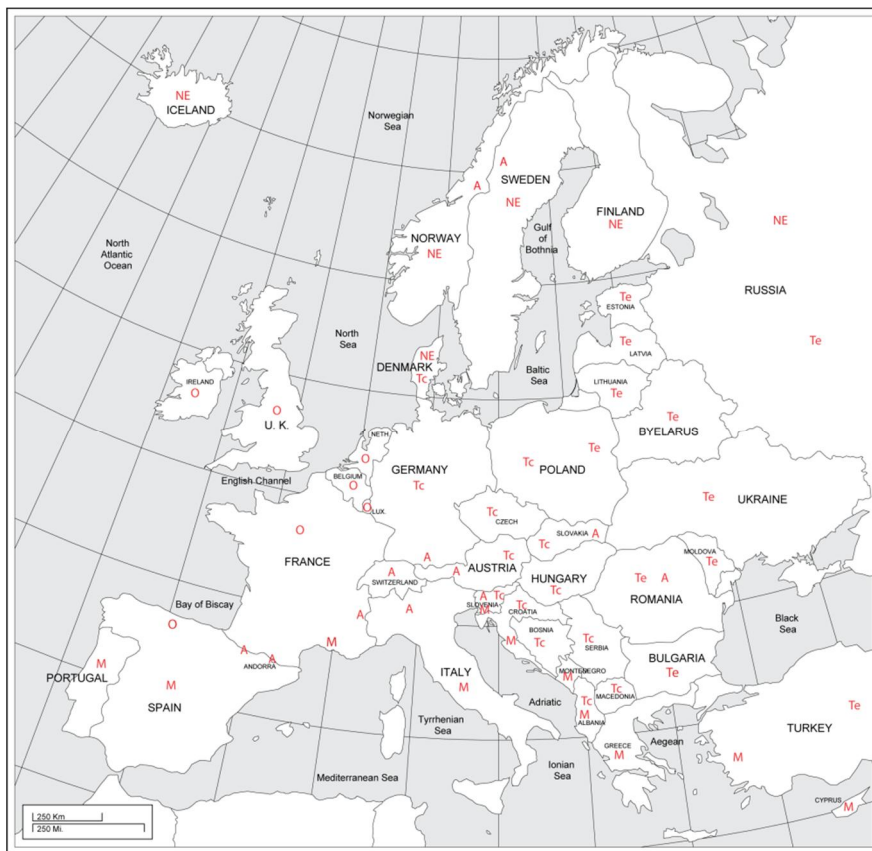 NE
ICELAND
Norwegian
Sea
A
SWEDEN
A
NE
FINLAND
NE
NE
NORWAY
NE
Gulf
of
Bothnia
North
Atlantic
Ocean
RUSSIA
Te
ESTONIA
North
Sea
Te
LATVIA
Te
NE
DENMARK
Tc
Baltic
Sea
LITHUANIA
Te
IRELAND
O
O
U. K.
Te
BYELARUS
NETH
O
GERMANY
Tc
Te
Tc
POLAND
BELGIUM
O
English Channel
O
LUX.
Te
UKRAINE
Tc
CZECH
O
FRANCE
SLOVAKIA
A
Tc
MOLDOVA
Te
A
Tc
AUSTRIA
A
SWITZERLAND
A
HUNGARY
Tc
Te
A
ROMANIA
Bay of Biscay
A
A
A
Tc
SLOVENIA
M
Tc
CROATIA
Black
Sea
O
M
BOSNIA
Tc
M
Tc
SERBIA
A
A
ANDORRA
M
PORTUGAL
M
SPAIN
ITALY
M
MONTENEGRO
M
BULGARIA
Te
Tc
MACEDONIA
Tc
M
ALBANIA
Adriatic
Tyrrhenian
Sea
Te
TURKEY
M
GREECE
M
Aegean
Ionian
Sea
Mediterranean Sea
CYPRUS
M
250 Km
250 Mi.